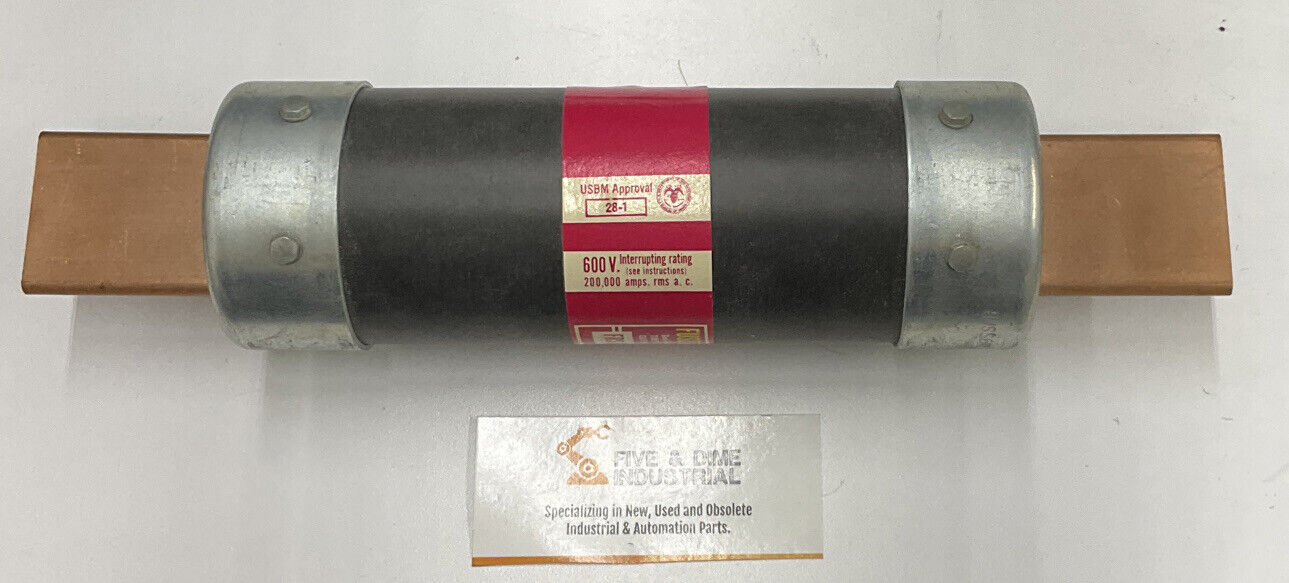 USBM Approval
28-1
600 V. Interrupting rating
(see instructions)
200,000 amps. rms a. c.
FIVE & DIME
INDUSTRIAL
Specializing in New, Used and Obsolete
Industrial & Automation Parts.